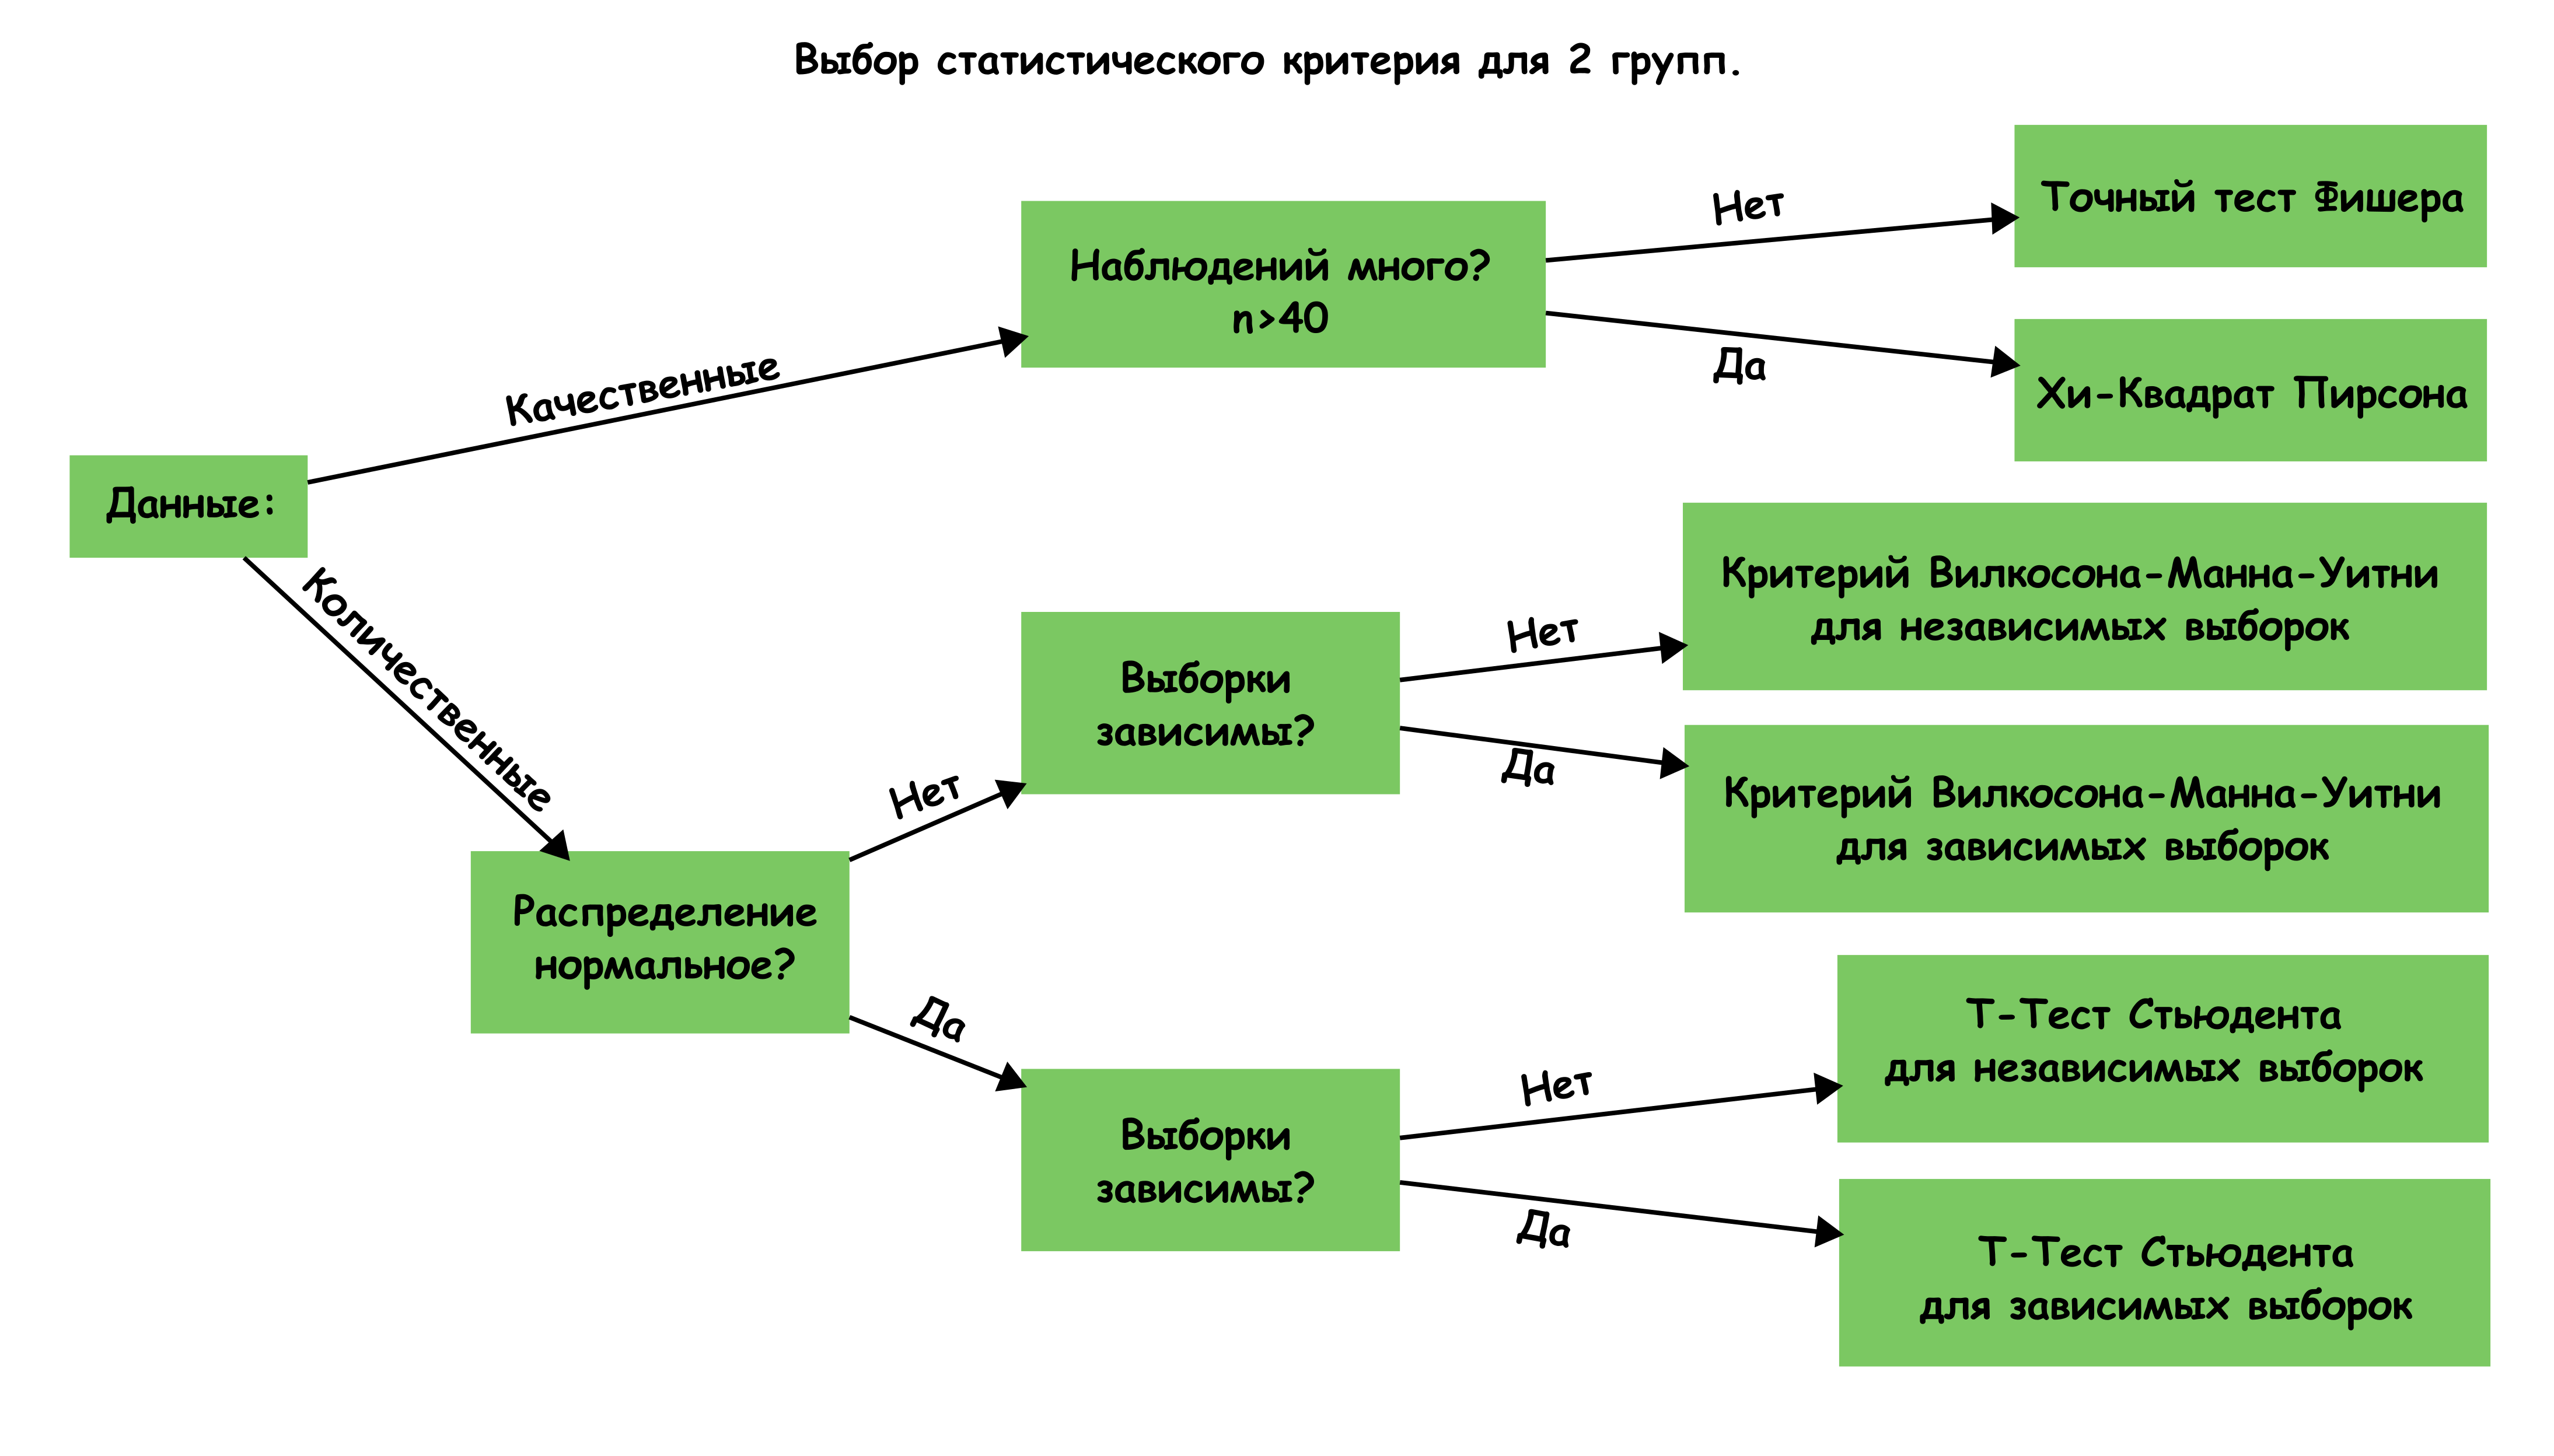 Выбор статистического критерия для 2 групп.
Данные:
Качественные
Наблюдений много?
n>40
Нет
Точный тест Фишера
Да
Хи-Квадрат Пирсона
Количественные
Распределение
нормальное?
Нет
Выборки
зависимы?
Нет
Критерий Вилкосона-Манна-Уитни
для независимых выборок
Да
Критерий Вилкосона-Манна-Уитни
для зависимых выборок
Да
Выборки
зависимы?
Нет
Т-Тест Стьюдента
для независимых выборок
Да
Т-Тест Стьюдента
для зависимых выборок